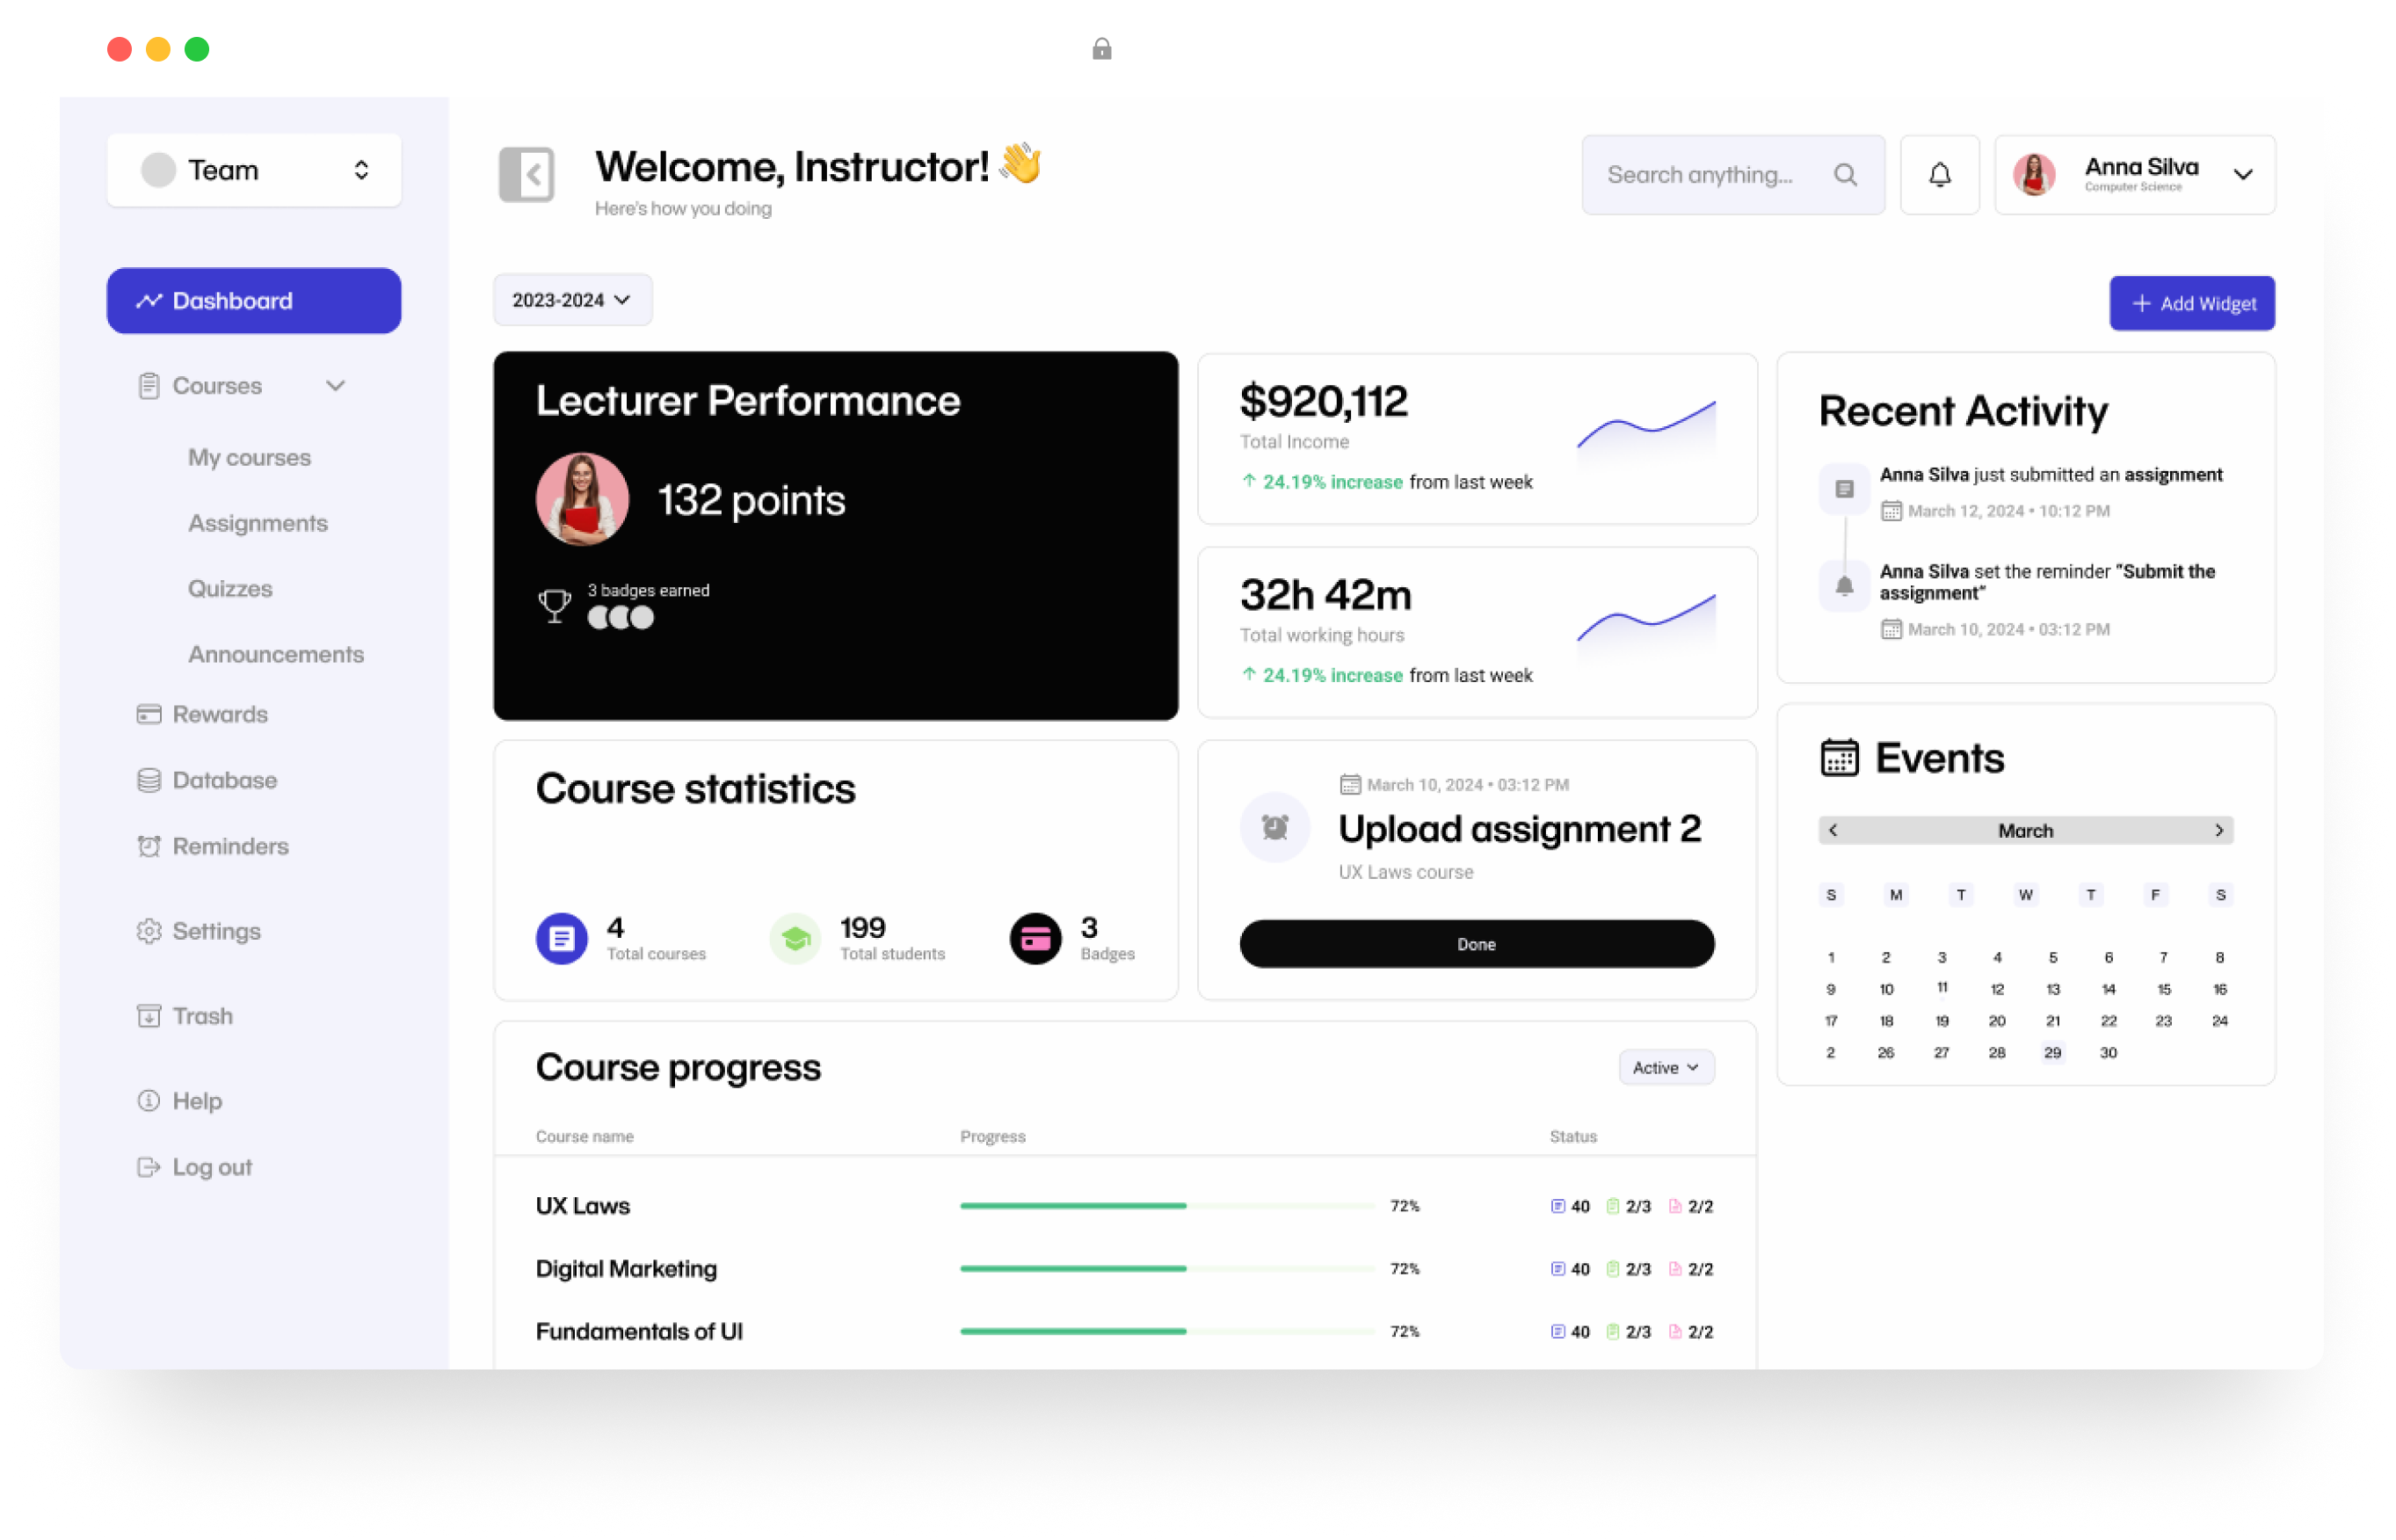 Team
Dashboard
Courses
My courses
Assignments
Quizzes
Announcements
Rewards
Database
Reminders
Settings
Trash
Help
Log out
Welcome, Instructor!
Here's how you doing
Search anything...
Anna Silva
Computer Science
2023-2024
+ Add Widget
Lecturer Performance
132 points
3 badges earned
$920,112
Total Income
↑ 24.19% increase from last week
32h 42m
Total working hours
↑ 24.19% increase from last week
Recent Activity
Anna Silva just submitted an assignment
March 12, 2024 • 10:12 PM
Anna Silva set the reminder "Submit the
assignment"
March 10, 2024 • 03:12 PM
Course statistics
4
Total courses
199
Total students
3
Badges
March 10, 2024 • 03:12 PM
Upload assignment 2
UX Laws course
Done
Events
March
S M T W T F S
1 2 3 4 5 6 7 8
9 10 11 12 13 14 15 16
17 18 19 20 21 22 23 24
2 26 27 28 29 30
Course progress
Active
Course name Progress Status
UX Laws 72% 40 2/3 2/2
Digital Marketing 72% 40 2/3 2/2
Fundamentals of UI 72% 40 2/3 2/2